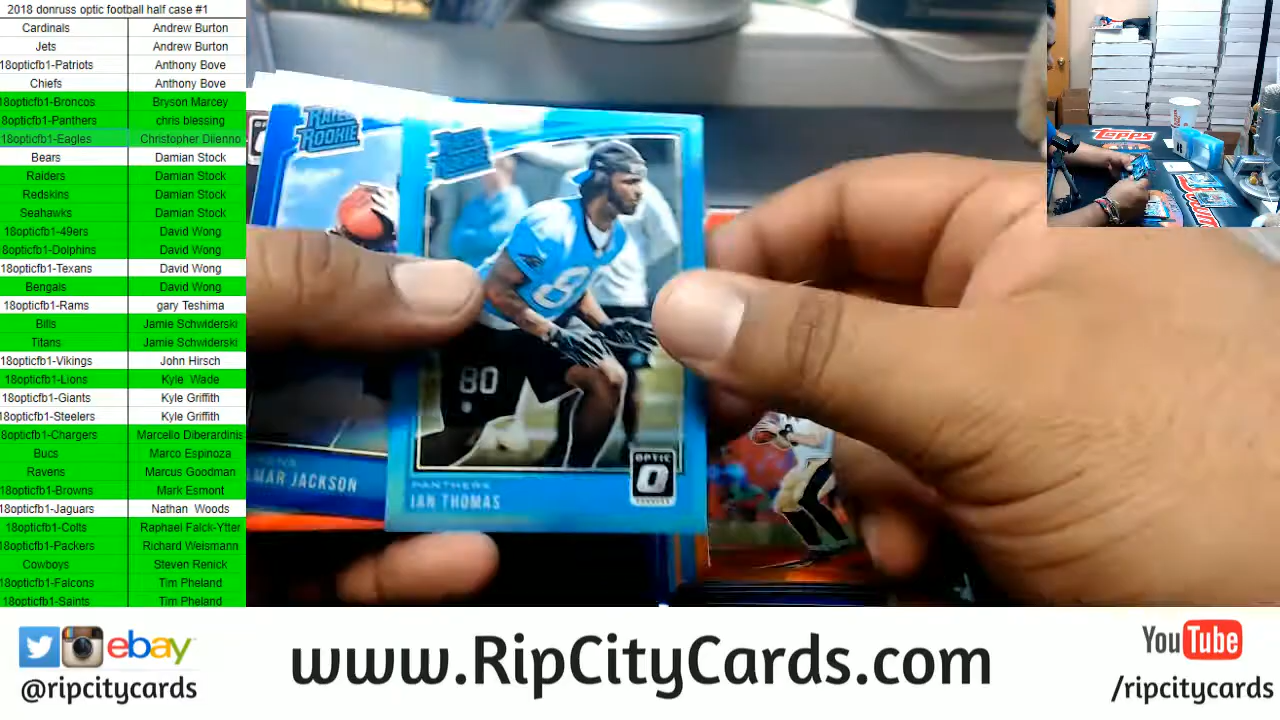 2018 donruss optic football half case #1
Cardinals Andrew Burton
Jets Andrew Burton
18opticfb1-Patriots Anthony Bove
Chiefs Anthony Bove
18opticfb1-Broncos Bryson Marcey
8opticfb1-Panthers chris blessing
18opticfb1-Eagles Christopher DiIenno
Bears Damian Stock
Raiders Damian Stock
Redskins Damian Stock
Seahawks Damian Stock
18opticfb1-49ers David Wong
8opticfb1-Dolphins David Wong
18opticfb1-Texans David Wong
Bengals David Wong
18opticfb1-Rams gary Teshima
Bills Jamie Schwiderski
Titans Jamie Schwiderski
18opticfb1-Vikings John Hirsch
18opticfb1-Lions Kyle Wade
18opticfb1-Giants Kyle Griffith
18opticfb1-Steelers Kyle Griffith
8opticfb1-Chargers Marcello Diberardinis
Bucs Marco Espinoza
Ravens Marcus Goodman
18opticfb1-Browns Mark Esmont
18opticfb1-Jaguars Nathan Woods
18opticfb1-Colts Raphael Falck-Ytter
18opticfb1-Packers Richard Weismann
Cowboys Steven Renick
18opticfb1-Falcons Tim Pheland
18opticfb1-Saints Tim Pheland
RATED
ROOKIE
8
80
OPTIC
PANTHERS
IAN THOMAS
MAR JACKSON
Topps
ebay
@ripcitycards
www.RipCityCards.com
YouTube
/ripcitycards